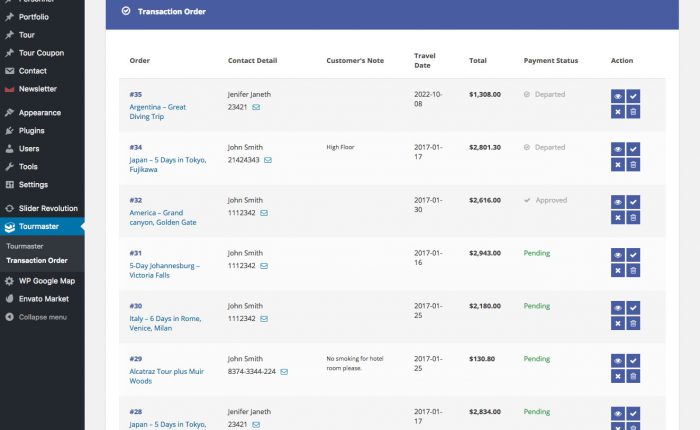 Personnel
Portfolio
Tour
Tour Coupon
Contact
Newsletter
Appearance
Plugins
Users
Tools
Settings
Slider Revolution
Tourmaster
Tourmaster
Transaction Order
WP Google Map
Envato Market
Collapse menu
Transaction Order
Order Contact Detail Customer's Note Travel Date Total Payment Status Action
#35 Jenifer Janeth 2022-10- $1,308.00 Departed
Argentina – Great 23421 08
Diving Trip
#34 John Smith High Floor 2017-01- $2,801.30 Departed
Japan – 5 Days in Tokyo, 21424343 17
Fujikawa
#32 John Smith 2017-01- $2,616.00 Approved
America – Grand 1112342 30
canyon, Golden Gate
#31 John Smith 2017-01- $2,943.00 Pending
5-Day Johannesburg – 1112342 16
Victoria Falls
#30 John Smith 2017-01- $2,180.00 Pending
Italy – 6 Days in Rome, 1112342 25
Venice, Milan
#29 John Smith No smoking for hotel 2017-01- $130.80 Pending
Alcatraz Tour plus Muir 8374-3344-224 room please. 25
Woods
#28 Jenifer Janeth 2017-01- $2,834.00 Pending
Japan – 5 Days in Tokyo, 23421 17